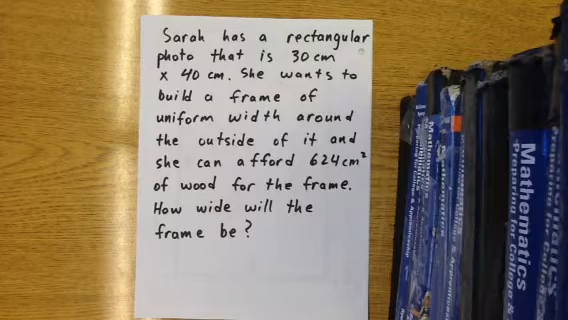 Sarah has a rectangular
photo that is 30 cm
x 40 cm. She wants to
build a frame of
uniform width around
the outside of it and
she can afford 624 cm²
of wood for the frame.
How wide will the
frame be?
Mathematics
Preparing for College &
Mathematics